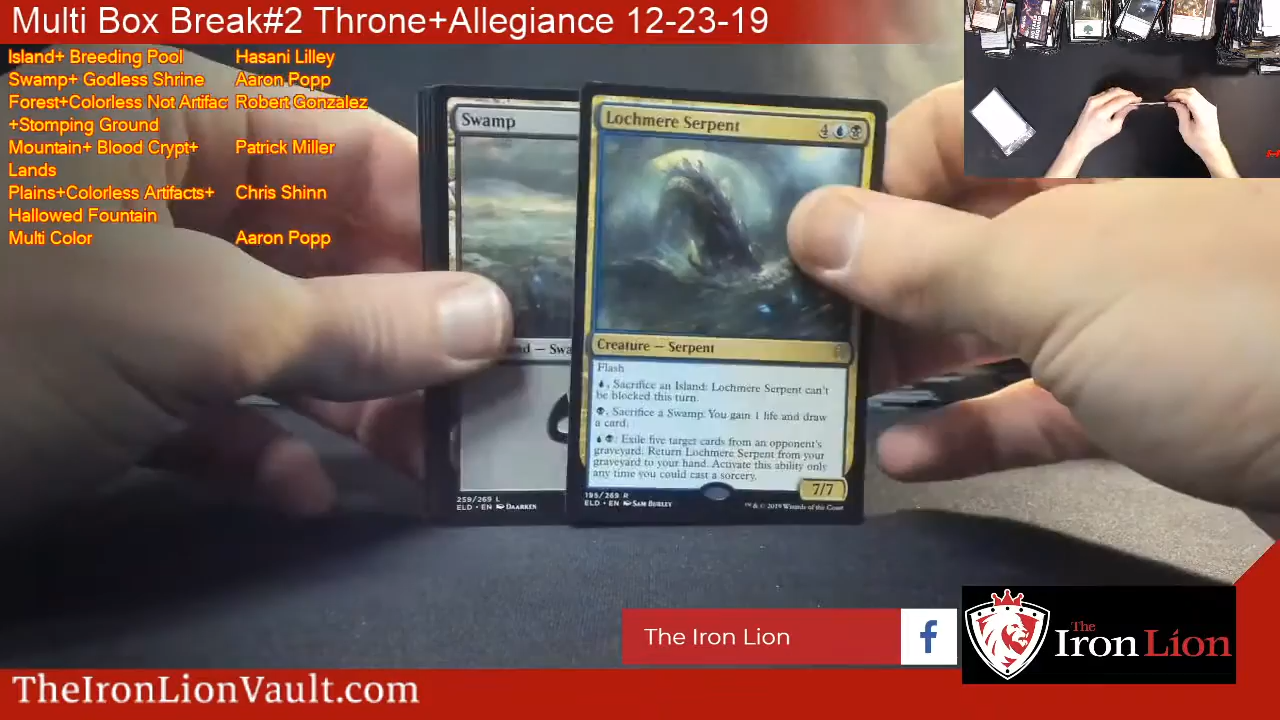 Multi Box Break#2 Throne+Allegiance 12-23-19
Island+ Breeding Pool Hasani Lilley
Swamp+ Godless Shrine Aaron Popp
Forest+Colorless Not Artifac Robert Gonzalez
+Stomping Ground
Mountain+ Blood Crypt+ Patrick Miller
Lands
Plains+Colorless Artifacts+ Chris Shinn
Hallowed Fountain
Multi Color Aaron Popp
Swamp
nd — Swa
259/269 L
ELD • EN DAARKEN
Lochmere Serpent 4
Creature — Serpent
Flash
, Sacrifice an Island: Lochmere Serpent can't
be blocked this turn.
, Sacrifice a Swamp: You gain 1 life and draw
a card.
: Exile five target cards from an opponent's
graveyard. Return Lochmere Serpent from your
graveyard to your hand. Activate this ability only
any time you could cast a sorcery.
7/7
195/269 R
ELD • EN SAM BURLEY
™ & © 2019 Wizards of the Coast
The Iron Lion
f
The
Iron Lion
TheIronLionVault.com